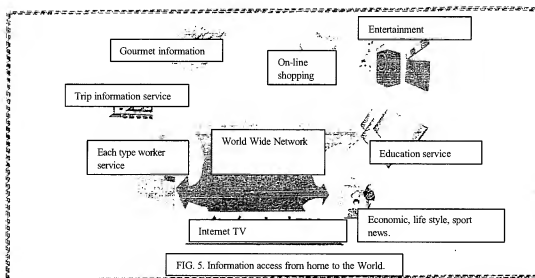 Entertainment
Gourmet information
On-line
shopping
Trip information service
World Wide Network
Each type worker
service
Education service
Economic, life style, sport
news.
Internet TV
FIG. 5. Information access from home to the World.